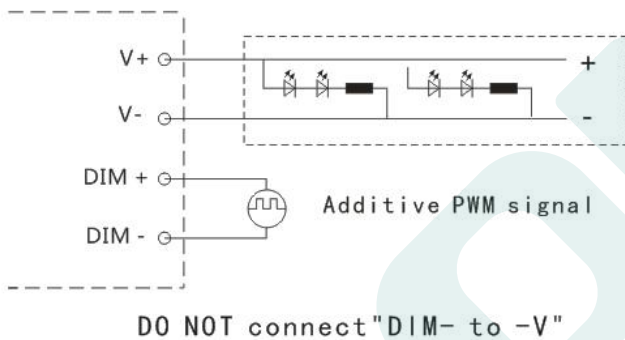 V+
+
V-
-
DIM +
Additive PWM signal
DIM -
DO NOT connect"DIM- to -V"